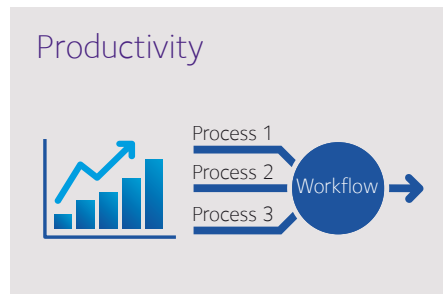 Productivity
Process 1
Process 2
Workflow
Process 3